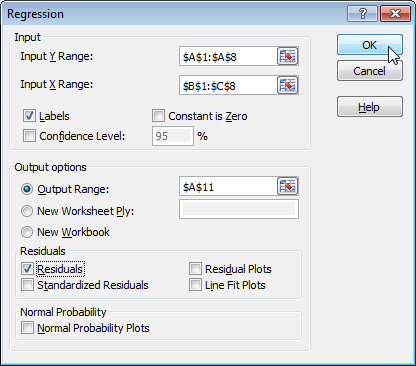 Regression
?
Input
Input Y Range: $A$1:$A$8
Input X Range: $B$1:$C$8
Labels Constant is Zero
Confidence Level: 95 %
OK
Cancel
Help
Output options
Output Range: $A$11
New Worksheet Ply:
New Workbook
Residuals
Residuals Residual Plots
Standardized Residuals Line Fit Plots
Normal Probability
Normal Probability Plots